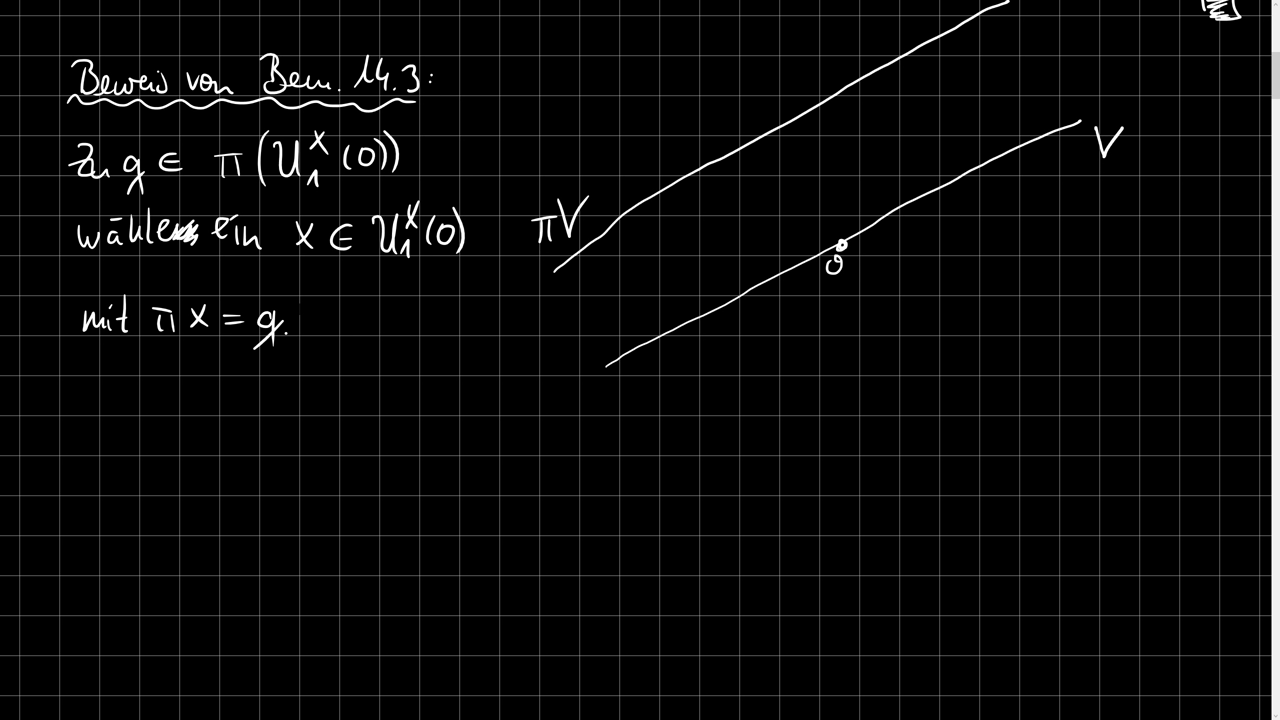 Beweis von Bem. 14.3:
Zu q ∈ π(U₁ˣ(0))
wähle ein x ∈ U₁ˣ(0)
mit πx = q.
πV
V
0